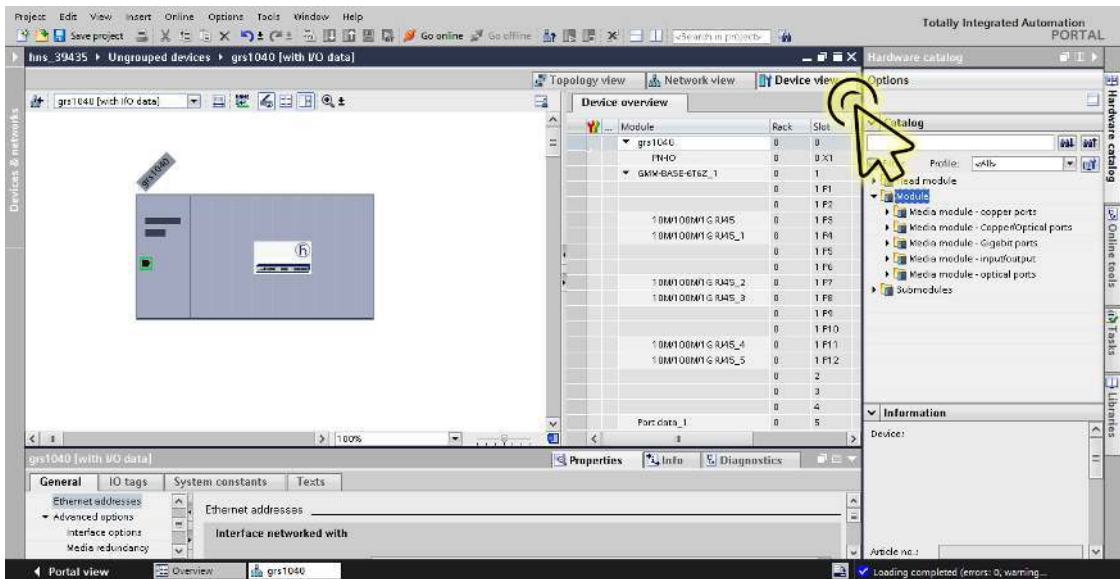 Project Edit View Insert Online Options Tools Window Help
Totally Integrated Automation
PORTAL
Save project
Go online
Go offline
<Search in project>
hns_39435 ▸ Ungrouped devices ▸ grs1040 [with I/O data]
Hardware catalog
Topology view
Network view
Device view
Options
grs1040 [with I/O data]
Device overview
Catalog
Module Rack Slot
grs1040 0 0
PN-IO 0 0 X1
GMM-BASE-6T6Z_1 0 1
0 1 P1
0 1 P2
10M/100M/1G RJ45 0 1 P3
10M/100M/1G RJ45_1 0 1 P4
0 1 P5
0 1 P6
10M/100M/1G RJ45_2 0 1 P7
10M/100M/1G RJ45_3 0 1 P8
0 1 P9
0 1 P10
10M/100M/1G RJ45_4 0 1 P11
10M/100M/1G RJ45_5 0 1 P12
0 2
0 3
0 4
Port data_1 0 5
Profile: <All>
Head module
Module
Media module - copper ports
Media module - Copper/Optical ports
Media module - Gigabit ports
Media module - input/output
Media module - optical ports
Submodules
grs1040
Devices & networks
Hardware catalog
Online tools
Tasks
Libraries
Information
Device:
Article no.:
100%
grs1040 [with I/O data]
Properties
Info
Diagnostics
General
IO tags
System constants
Texts
Ethernet addresses
Advanced options
Interface options
Media redundancy
Ethernet addresses
Interface networked with
Portal view
Overview
grs1040
Loading completed (errors: 0, warning...